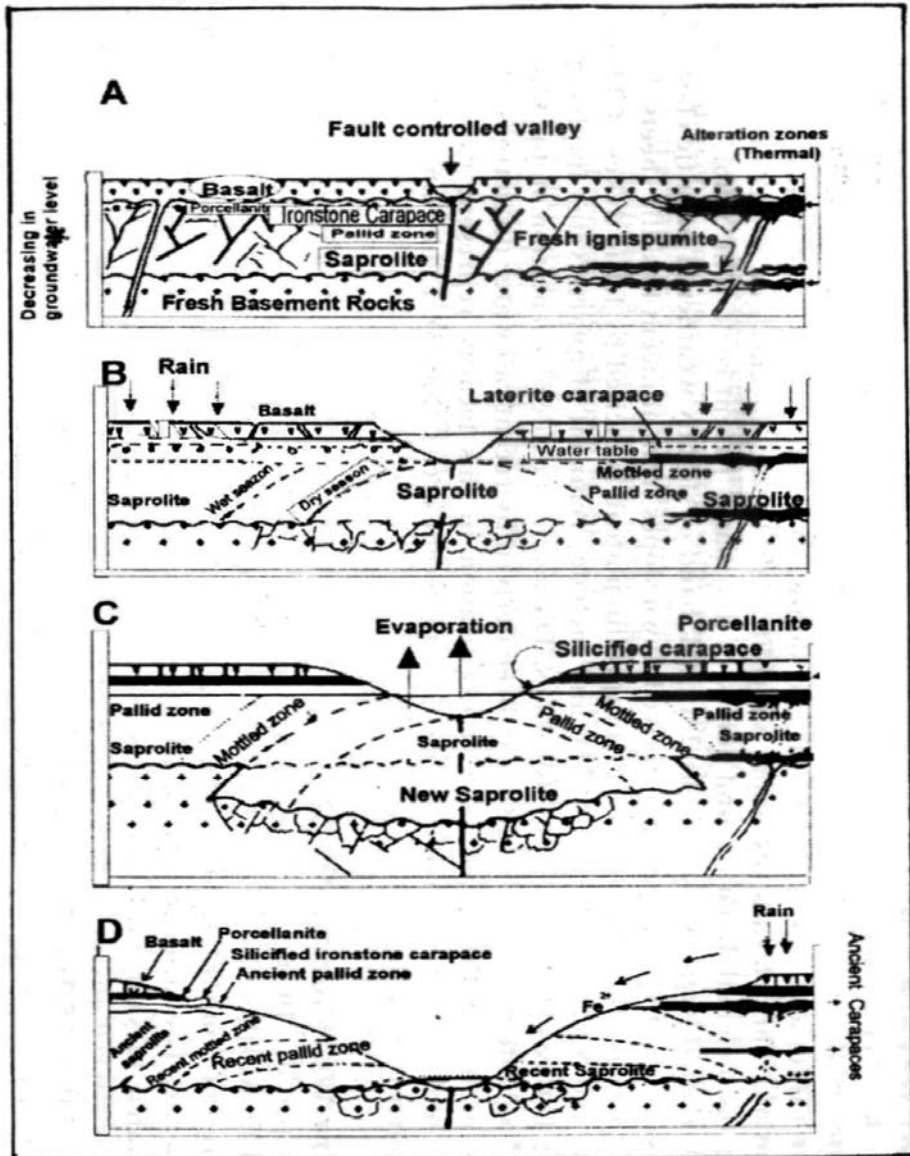 A
Fault controlled valley
Alteration zones
(Thermal)
Decreasing in
groundwater level
Basalt
Porcellanit
Ironstone Carapace
Pallid zone
Fresh ignispumite
Saprolite
Fresh Basement Rocks
B
Rain
Basalt
Laterite carapace
Water table
Mottled zone
Pallid zone
Saprolite
Wet seazon
Dry season
Saprolite
Saprolite
C
Evaporation
Porcellanite
Silicified carapace
Pallid zone
Mottled zone
Saprolite
Pallid zone
Mottled zone
Pallid zone
Saprolite
Saprolite
New Saprolite
D
Basalt
Porcellanite
Silicified ironstone carapace
Ancient pallid zone
Rain
Ancient Carapaces
Ancient
saprolite
Recent mottled zone
Recent pallid zone
Recent Saprolite